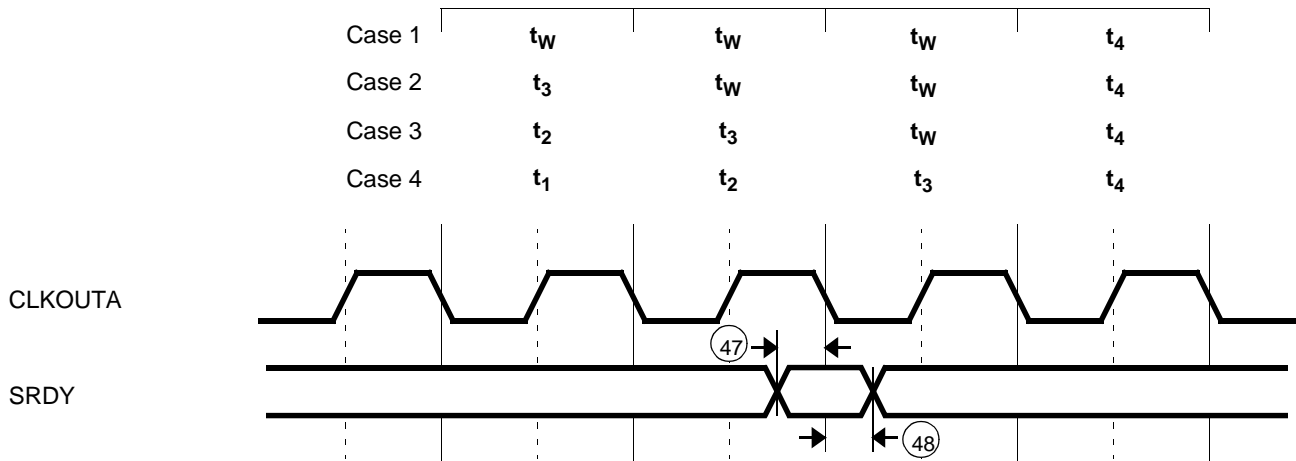 Case 1 tW tW tW t4
Case 2 t3 tW tW t4
Case 3 t2 t3 tW t4
Case 4 t1 t2 t3 t4
CLKOUTA
47
SRDY
48